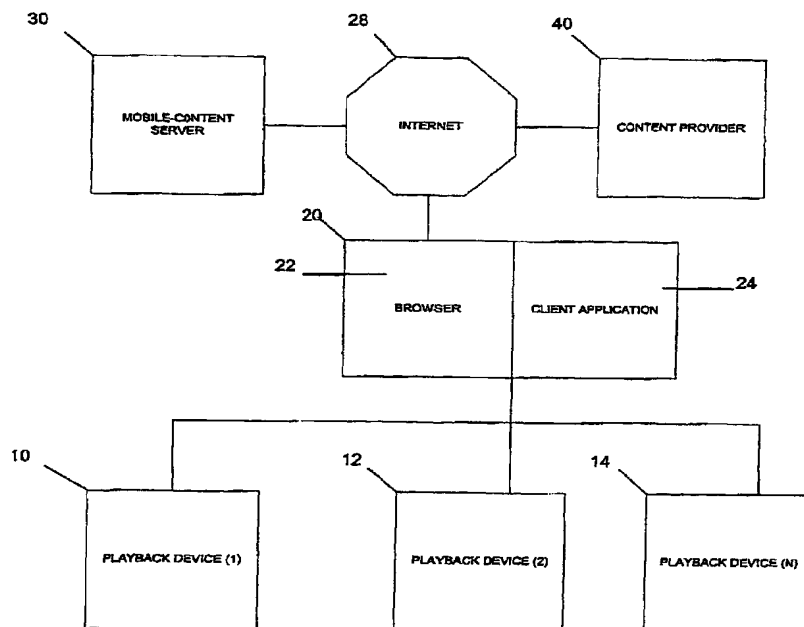 30
28
40
MOBILE-CONTENT
SERVER
INTERNET
CONTENT PROVIDER
20
22
24
BROWSER
CLIENT APPLICATION
10
12
14
PLAYBACK DEVICE (1)
PLAYBACK DEVICE (2)
PLAYBACK DEVICE (N)